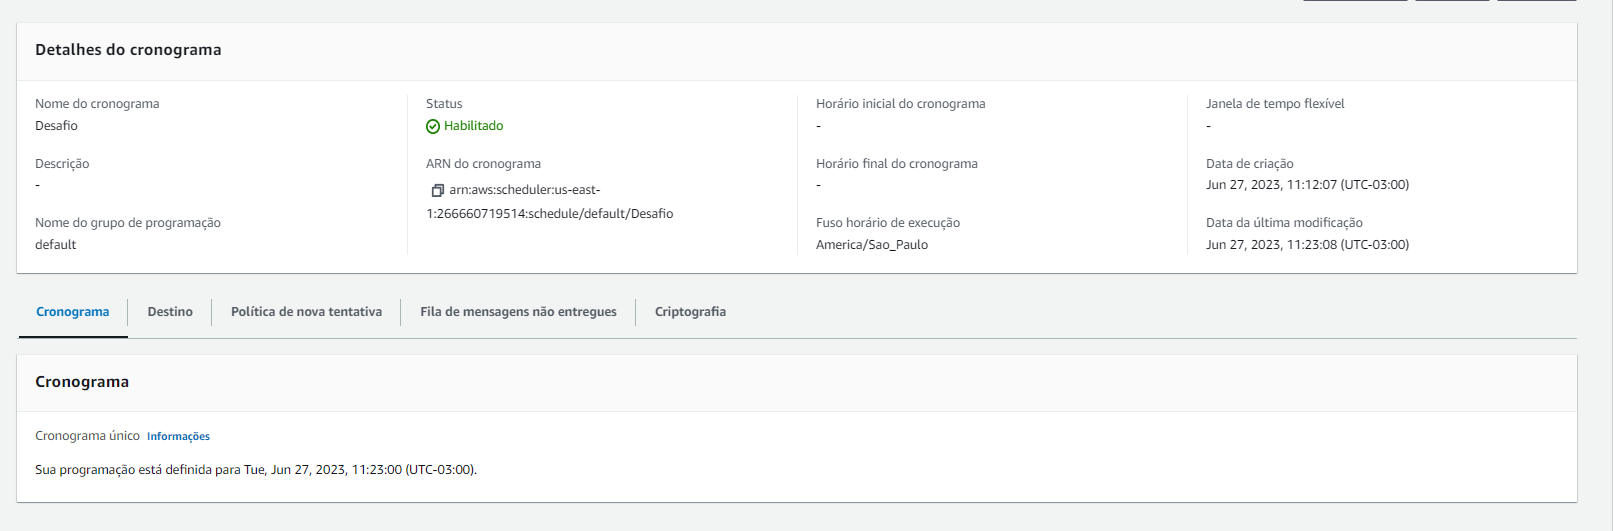 Detalhes do cronograma
Nome do cronograma
Desafio
Descrição
-
Nome do grupo de programação
default
Status
Habilitado
ARN do cronograma
arn:aws:scheduler:us-east-
1:266660719514:schedule/default/Desafio
Horário inicial do cronograma
-
Horário final do cronograma
-
Fuso horário de execução
America/Sao_Paulo
Janela de tempo flexível
-
Data de criação
Jun 27, 2023, 11:12:07 (UTC-03:00)
Data da última modificação
Jun 27, 2023, 11:23:08 (UTC-03:00)
Cronograma Destino Política de nova tentativa Fila de mensagens não entregues Criptografia
Cronograma
Cronograma único Informações
Sua programação está definida para Tue, Jun 27, 2023, 11:23:00 (UTC-03:00).